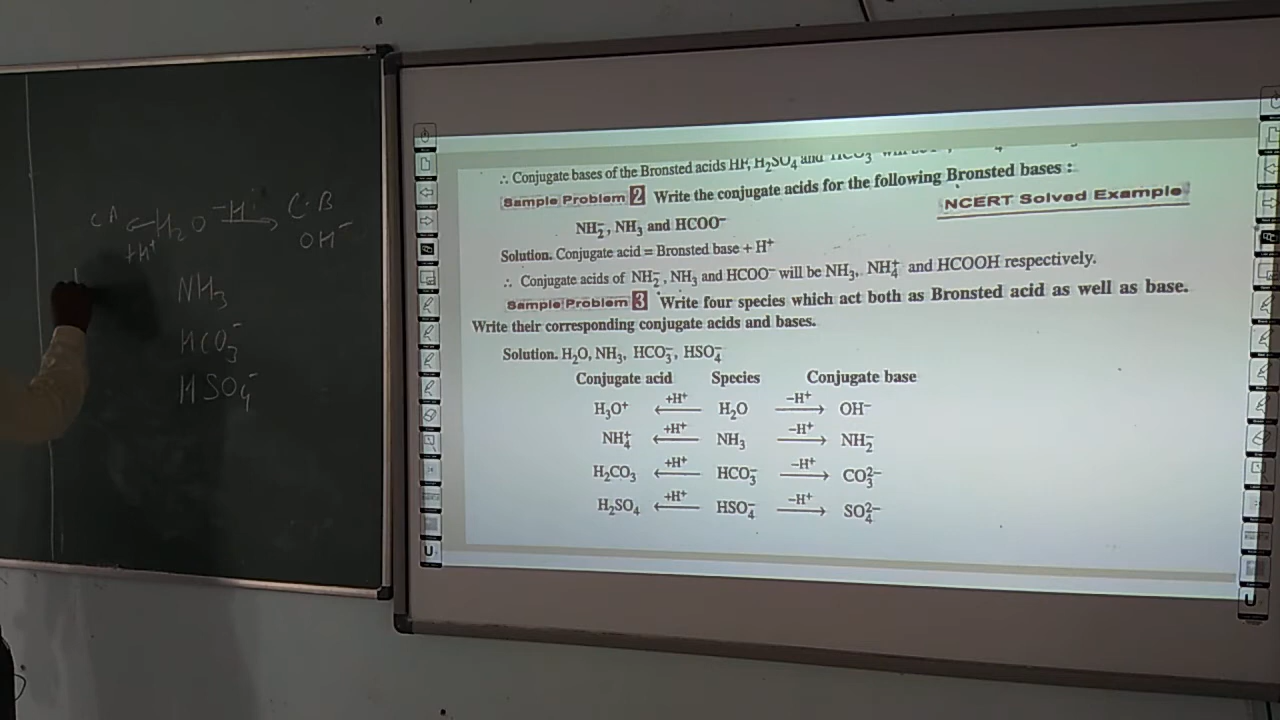 C A ← H₂O —H⁺→ C·B
+H⁺ OH⁻
NH₃
HCO₃⁻
HSO₄⁻
∴ Conjugate bases of the Bronsted acids HF, H₂SO₄ and HCO₃⁻
Sample Problem 2 Write the conjugate acids for the following Bronsted bases :
NH₂⁻, NH₃ and HCOO⁻
NCERT Solved Example
Solution. Conjugate acid = Bronsted base + H⁺
∴ Conjugate acids of NH₂⁻, NH₃ and HCOO⁻ will be NH₃, NH₄⁺ and HCOOH respectively.
Sample Problem 3 Write four species which act both as Bronsted acid as well as base.
Write their corresponding conjugate acids and bases.
Solution. H₂O, NH₃, HCO₃⁻, HSO₄⁻
Conjugate acid Species Conjugate base
H₃O⁺ ←+H⁺ H₂O –H⁺→ OH⁻
NH₄⁺ ←+H⁺ NH₃ –H⁺→ NH₂⁻
H₂CO₃ ←+H⁺ HCO₃⁻ –H⁺→ CO₃²⁻
H₂SO₄ ←+H⁺ HSO₄⁻ –H⁺→ SO₄²⁻